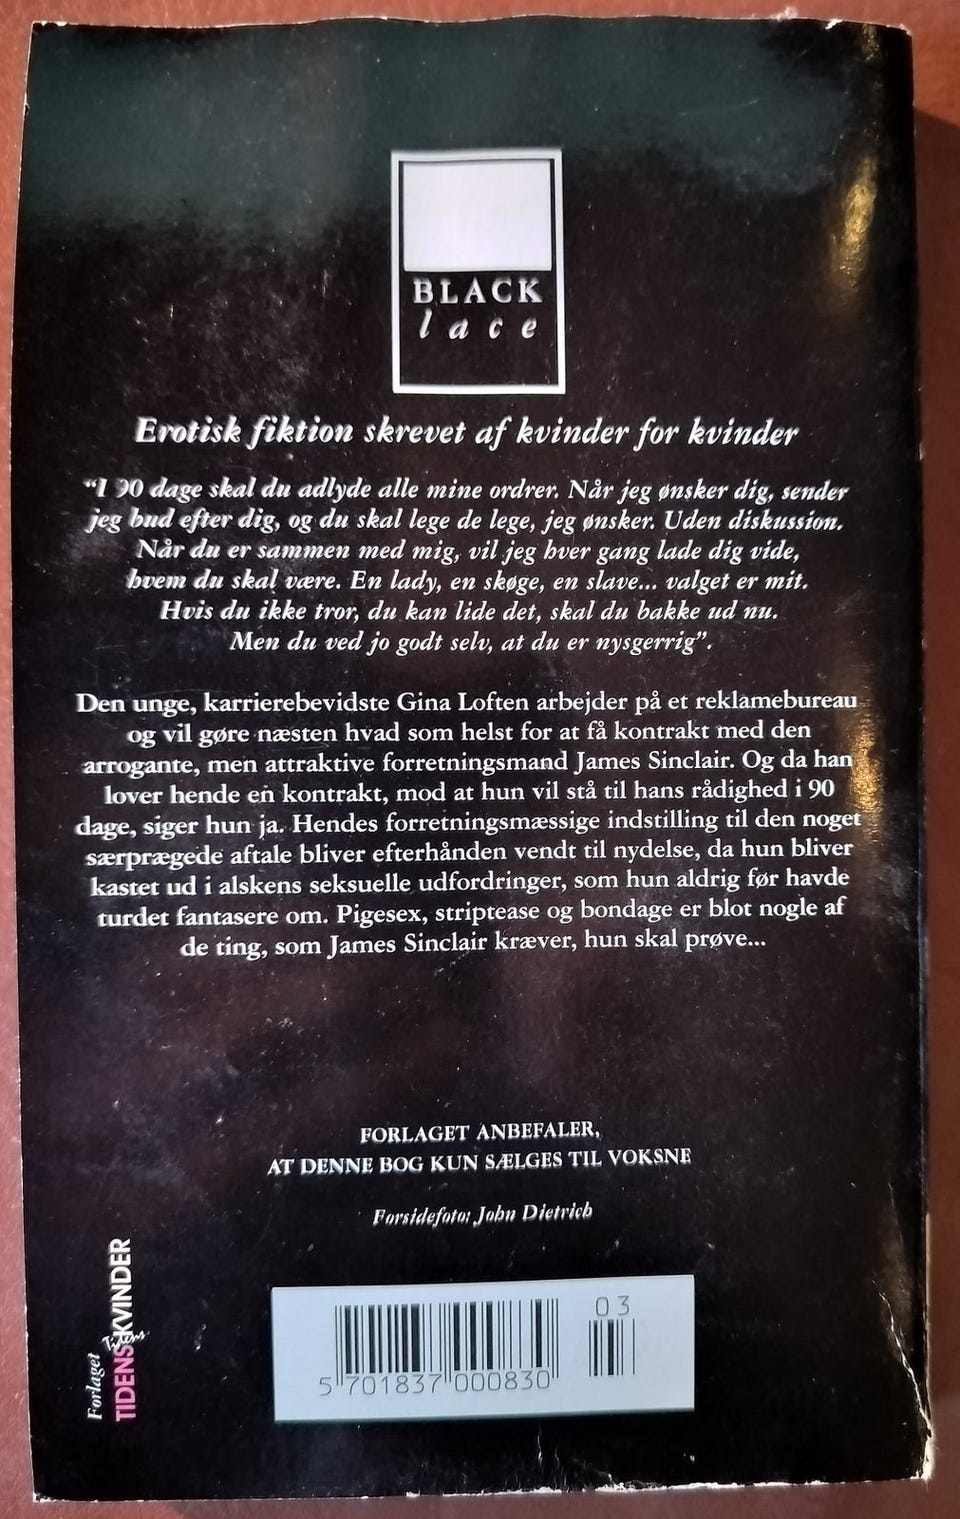 BLACK
lace
Erotisk fiktion skrevet af kvinder for kvinder
"I 90 dage skal du adlyde alle mine ordrer. Når jeg ønsker dig, sender
jeg bud efter dig, og du skal lege de lege, jeg ønsker. Uden diskussion.
Når du er sammen med mig, vil jeg hver gang lade dig vide,
hvem du skal være. En lady, en skøge, en slave... valget er mit.
Hvis du ikke tror, du kan lide det, skal du bakke ud nu.
Men du ved jo godt selv, at du er nysgerrig".
Den unge, karrierebevidste Gina Loften arbejder på et reklamebureau
og vil gøre næsten hvad som helst for at få kontrakt med den
arrogante, men attraktive forretningsmand James Sinclair. Og da han
lover hende en kontrakt, mod at hun vil stå til hans rådighed i 90
dage, siger hun ja. Hendes forretningsmæssige indstilling til den noget
særprægede aftale bliver efterhånden vendt til nydelse, da hun bliver
kastet ud i alskens seksuelle udfordringer, som hun aldrig før havde
turdet fantasere om. Pigesex, striptease og bondage er blot nogle af
de ting, som James Sinclair kræver, hun skal prøve...
FORLAGET ANBEFALER,
AT DENNE BOG KUN SÆLGES TIL VOKSNE
Forsidefoto: John Dietrich
Forlaget
TIDENS KVINDER
03
5 701837 000830